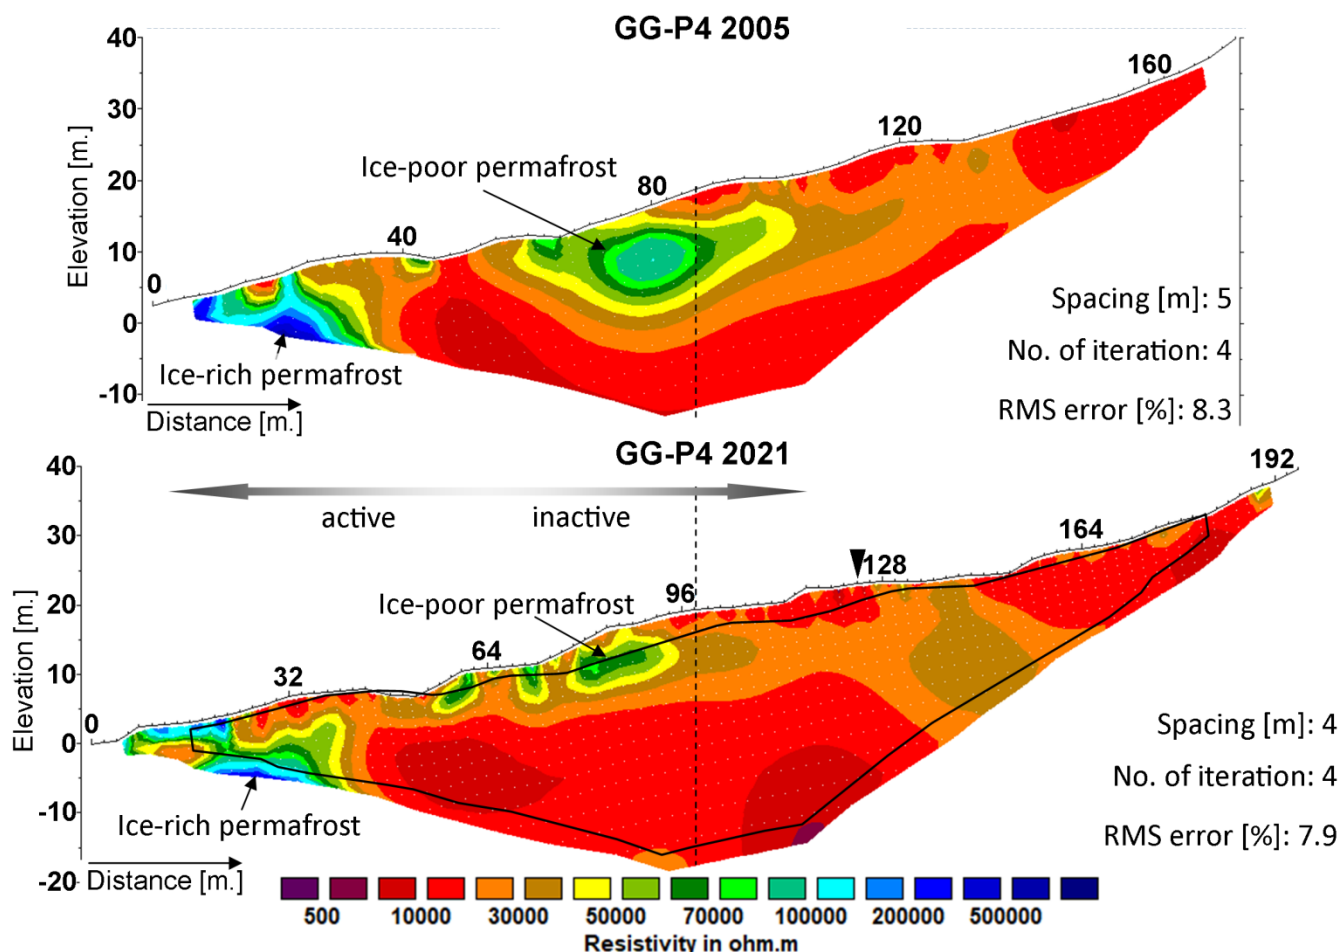 GG-P4 2005
40
30
20
10
0
-10
Elevation [m.]
0
40
80
120
160
Ice-poor permafrost
Ice-rich permafrost
Distance [m.]
Spacing [m]: 5
No. of iteration: 4
RMS error [%]: 8.3
GG-P4 2021
active
inactive
40
30
20
10
0
-10
-20
Elevation [m.]
0
32
64
96
128
164
192
Ice-poor permafrost
Ice-rich permafrost
Distance [m.]
Spacing [m]: 4
No. of iteration: 4
RMS error [%]: 7.9
500 10000 30000 50000 70000 100000 200000 500000
Resistivity in ohm.m